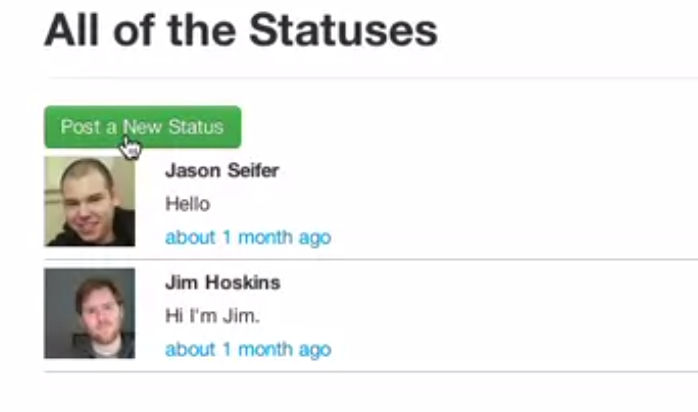 All of the Statuses
Post a New Status
Jason Seifer
Hello
about 1 month ago
Jim Hoskins
Hi I'm Jim.
about 1 month ago